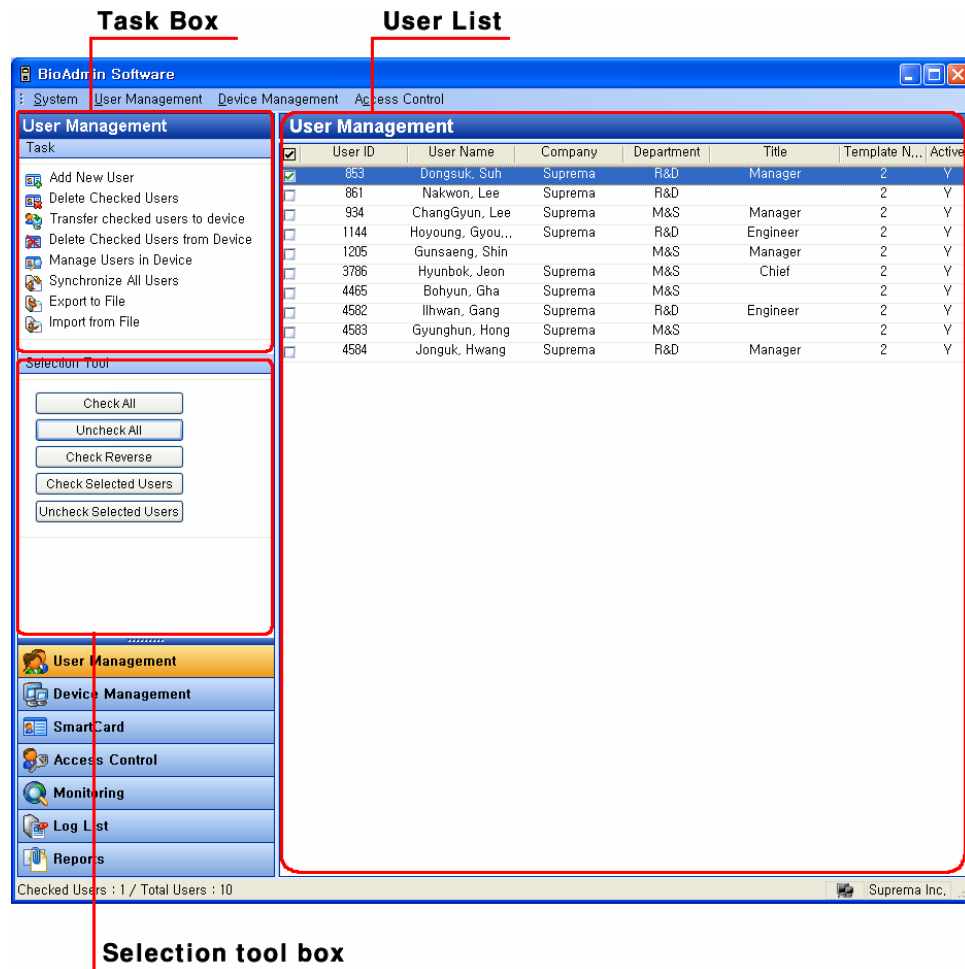 Task Box User List
BioAdmin Software
System User Management Device Management Access Control
User Management
Task
Add New User
Delete Checked Users
Transfer checked users to device
Delete Checked Users from Device
Manage Users in Device
Synchronize All Users
Export to File
Import from File
Selection Tool
Check All
Uncheck All
Check Reverse
Check Selected Users
Uncheck Selected Users
User Management
Device Management
SmartCard
Access Control
Monitoring
Log List
Reports
User Management
User ID User Name Company Department Title Template N... Active
853 Dongsuk, Suh Suprema R&D Manager 2 Y
861 Nakwon, Lee Suprema R&D 2 Y
934 ChangGyun, Lee Suprema M&S Manager 2 Y
1144 Hoyoung, Gyou... Suprema R&D Engineer 2 Y
1205 Gunsaeng, Shin M&S Manager 2 Y
3786 Hyunbok, Jeon Suprema M&S Chief 2 Y
4465 Bohyun, Gha Suprema M&S 2 Y
4582 Ilhwan, Gang Suprema R&D Engineer 2 Y
4583 Gyunghun, Hong Suprema M&S 2 Y
4584 Jonguk, Hwang Suprema R&D Manager 2 Y
Checked Users : 1 / Total Users : 10 Suprema Inc,
Selection tool box